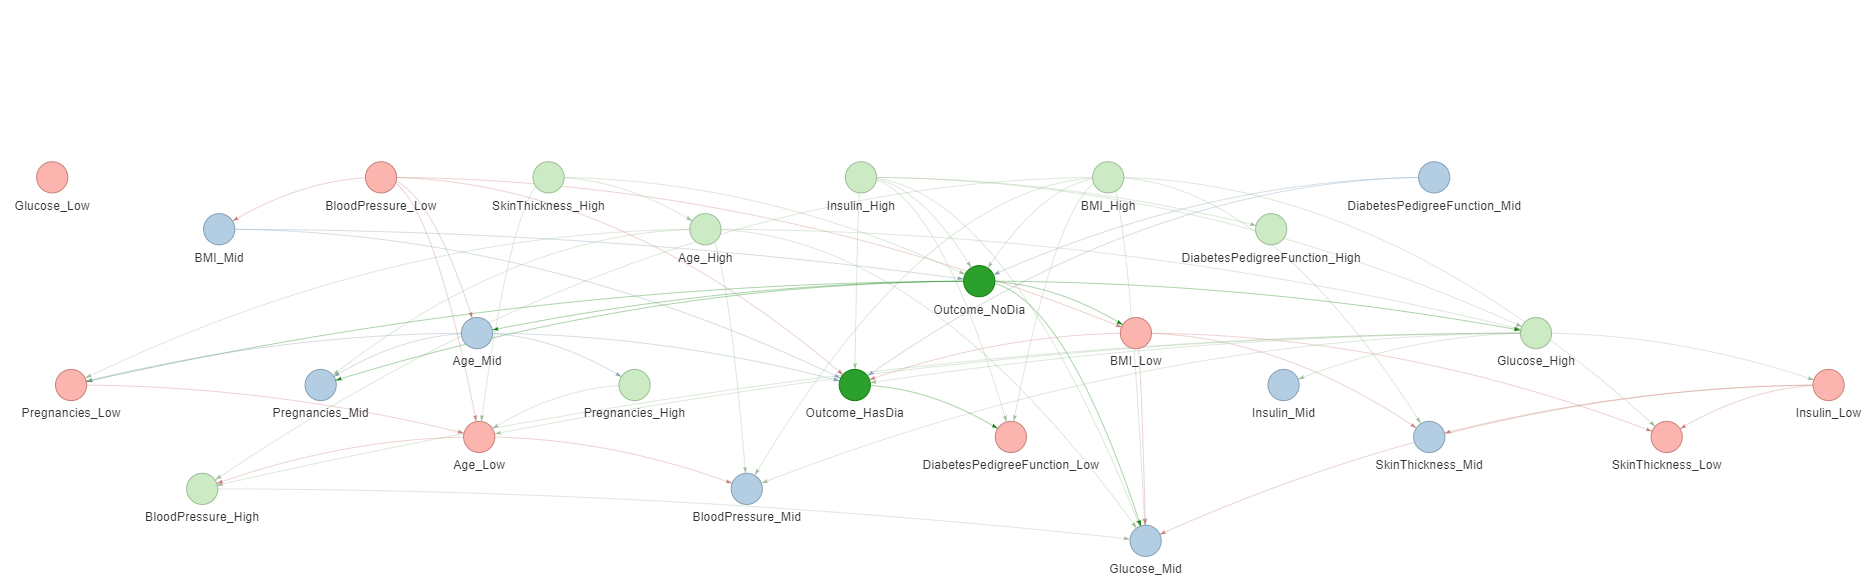 Glucose_Low
BloodPressure_Low
SkinThickness_High
Insulin_High
BMI_High
DiabetesPedigreeFunction_Mid
BMI_Mid
Age_High
DiabetesPedigreeFunction_High
Outcome_NoDia
Age_Mid
BMI_Low
Glucose_High
Pregnancies_Low
Pregnancies_Mid
Pregnancies_High
Outcome_HasDia
Insulin_Mid
Insulin_Low
Age_Low
DiabetesPedigreeFunction_Low
SkinThickness_Mid
SkinThickness_Low
BloodPressure_High
BloodPressure_Mid
Glucose_Mid